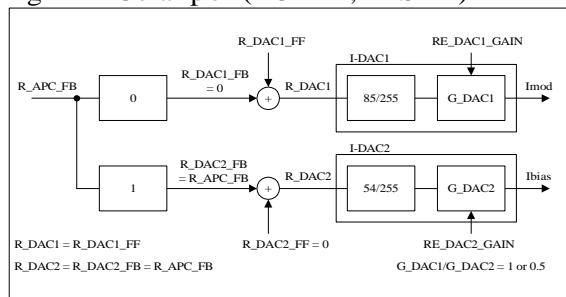 R_DAC1_FF
RE_DAC1_GAIN
I-DAC1
R_APC_FB
0
R_DAC1_FB
= 0
+
R_DAC1
85/255
G_DAC1
Imod
I-DAC2
1
R_DAC2_FB
= R_APC_FB
+
R_DAC2
54/255
G_DAC2
Ibias
R_DAC1 = R_DAC1_FF
R_DAC2_FF = 0
RE_DAC2_GAIN
R_DAC2 = R_DAC2_FB = R_APC_FB
G_DAC1/G_DAC2 = 1 or 0.5